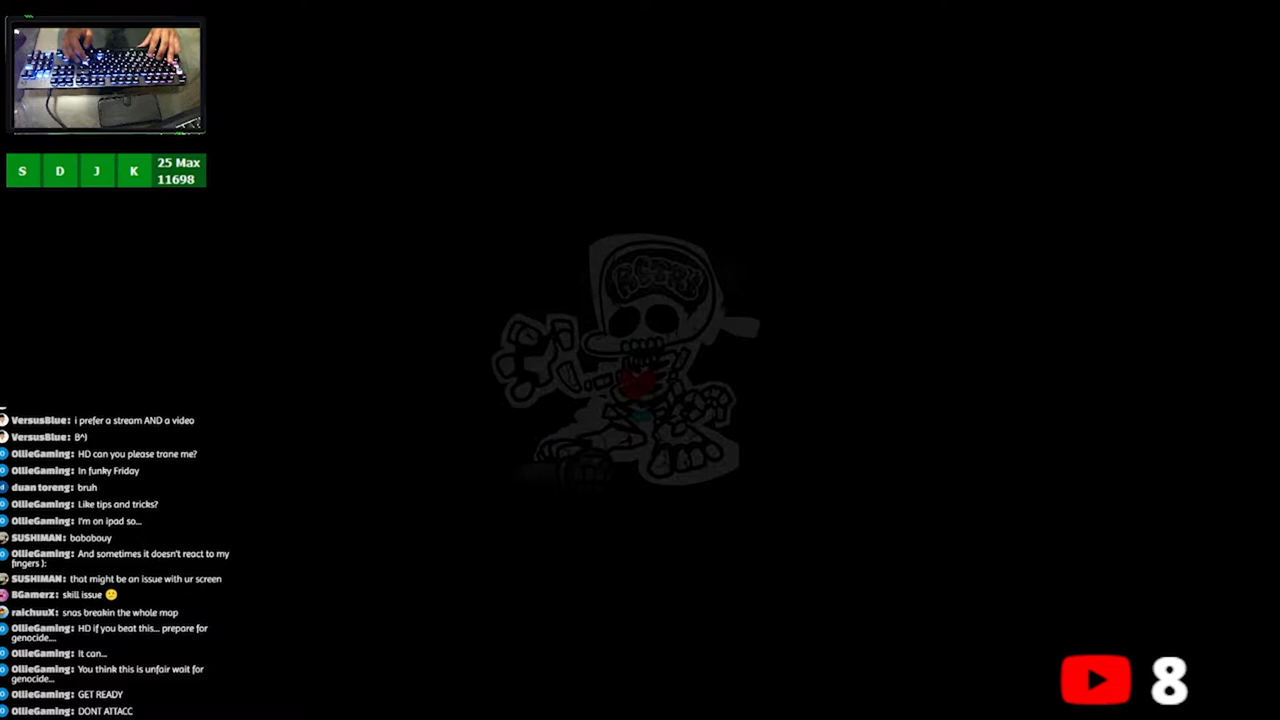 S D J K 25 Max
11698
RETRY
VersusBlue: i prefer a stream AND a video
VersusBlue: B^)
OllieGaming: HD can you please trane me?
OllieGaming: In funky Friday
duan toreng: bruh
OllieGaming: Like tips and tricks?
OllieGaming: I'm on ipad so...
SUSHIMAN: bababouy
OllieGaming: And sometimes it doesn't react to my
fingers ):
SUSHIMAN: that might be an issue with ur screen
BGamerz: skill issue 🙁
raichuuX: snas breakin the whole map
OllieGaming: HD if you beat this... prepare for
genocide....
OllieGaming: It can...
OllieGaming: You think this is unfair wait for
genocide...
OllieGaming: GET READY
OllieGaming: DONT ATTACC
8